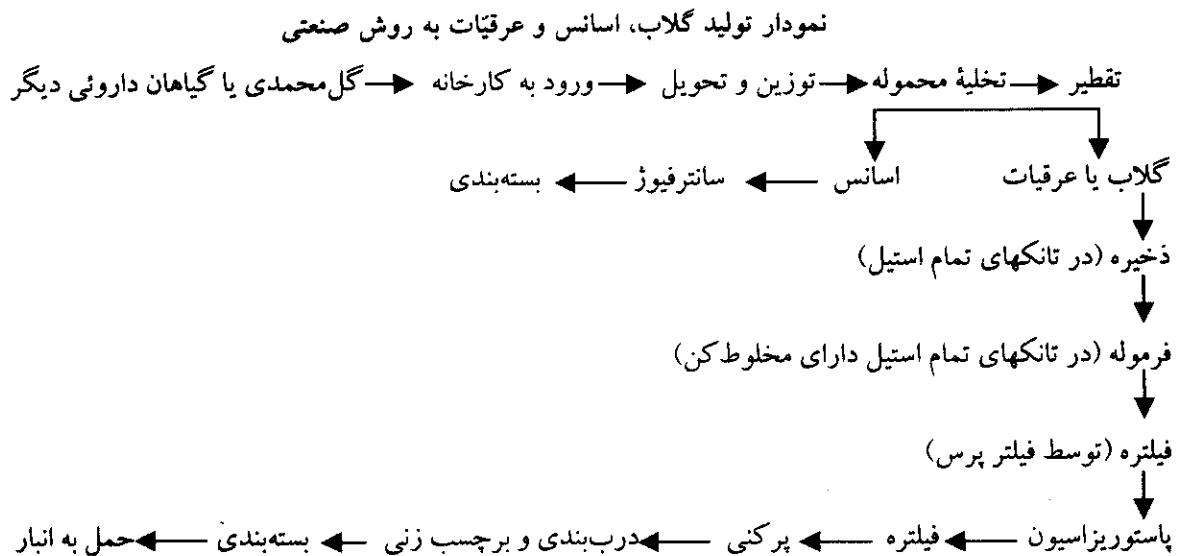 نمودار تولید گلاب، اسانس و عرقیّات به روش صنعتی
تقطیر تخلیهٔ محموله توزین و تحویل ورود به کارخانه گل‌محمدی یا گیاهان داروئی دیگر
گلاب یا عرقیات اسانس سانترفیوژ بسته‌بندی
ذخیره (در تانکهای تمام استیل)
فرموله (در تانکهای تمام استیل دارای مخلوط‌کن)
فیلتره (توسط فیلتر پرس)
پاستوریزاسیون فیلتره پرکنی درب‌بندی و برچسب زنی بسته‌بندی حمل به انبار